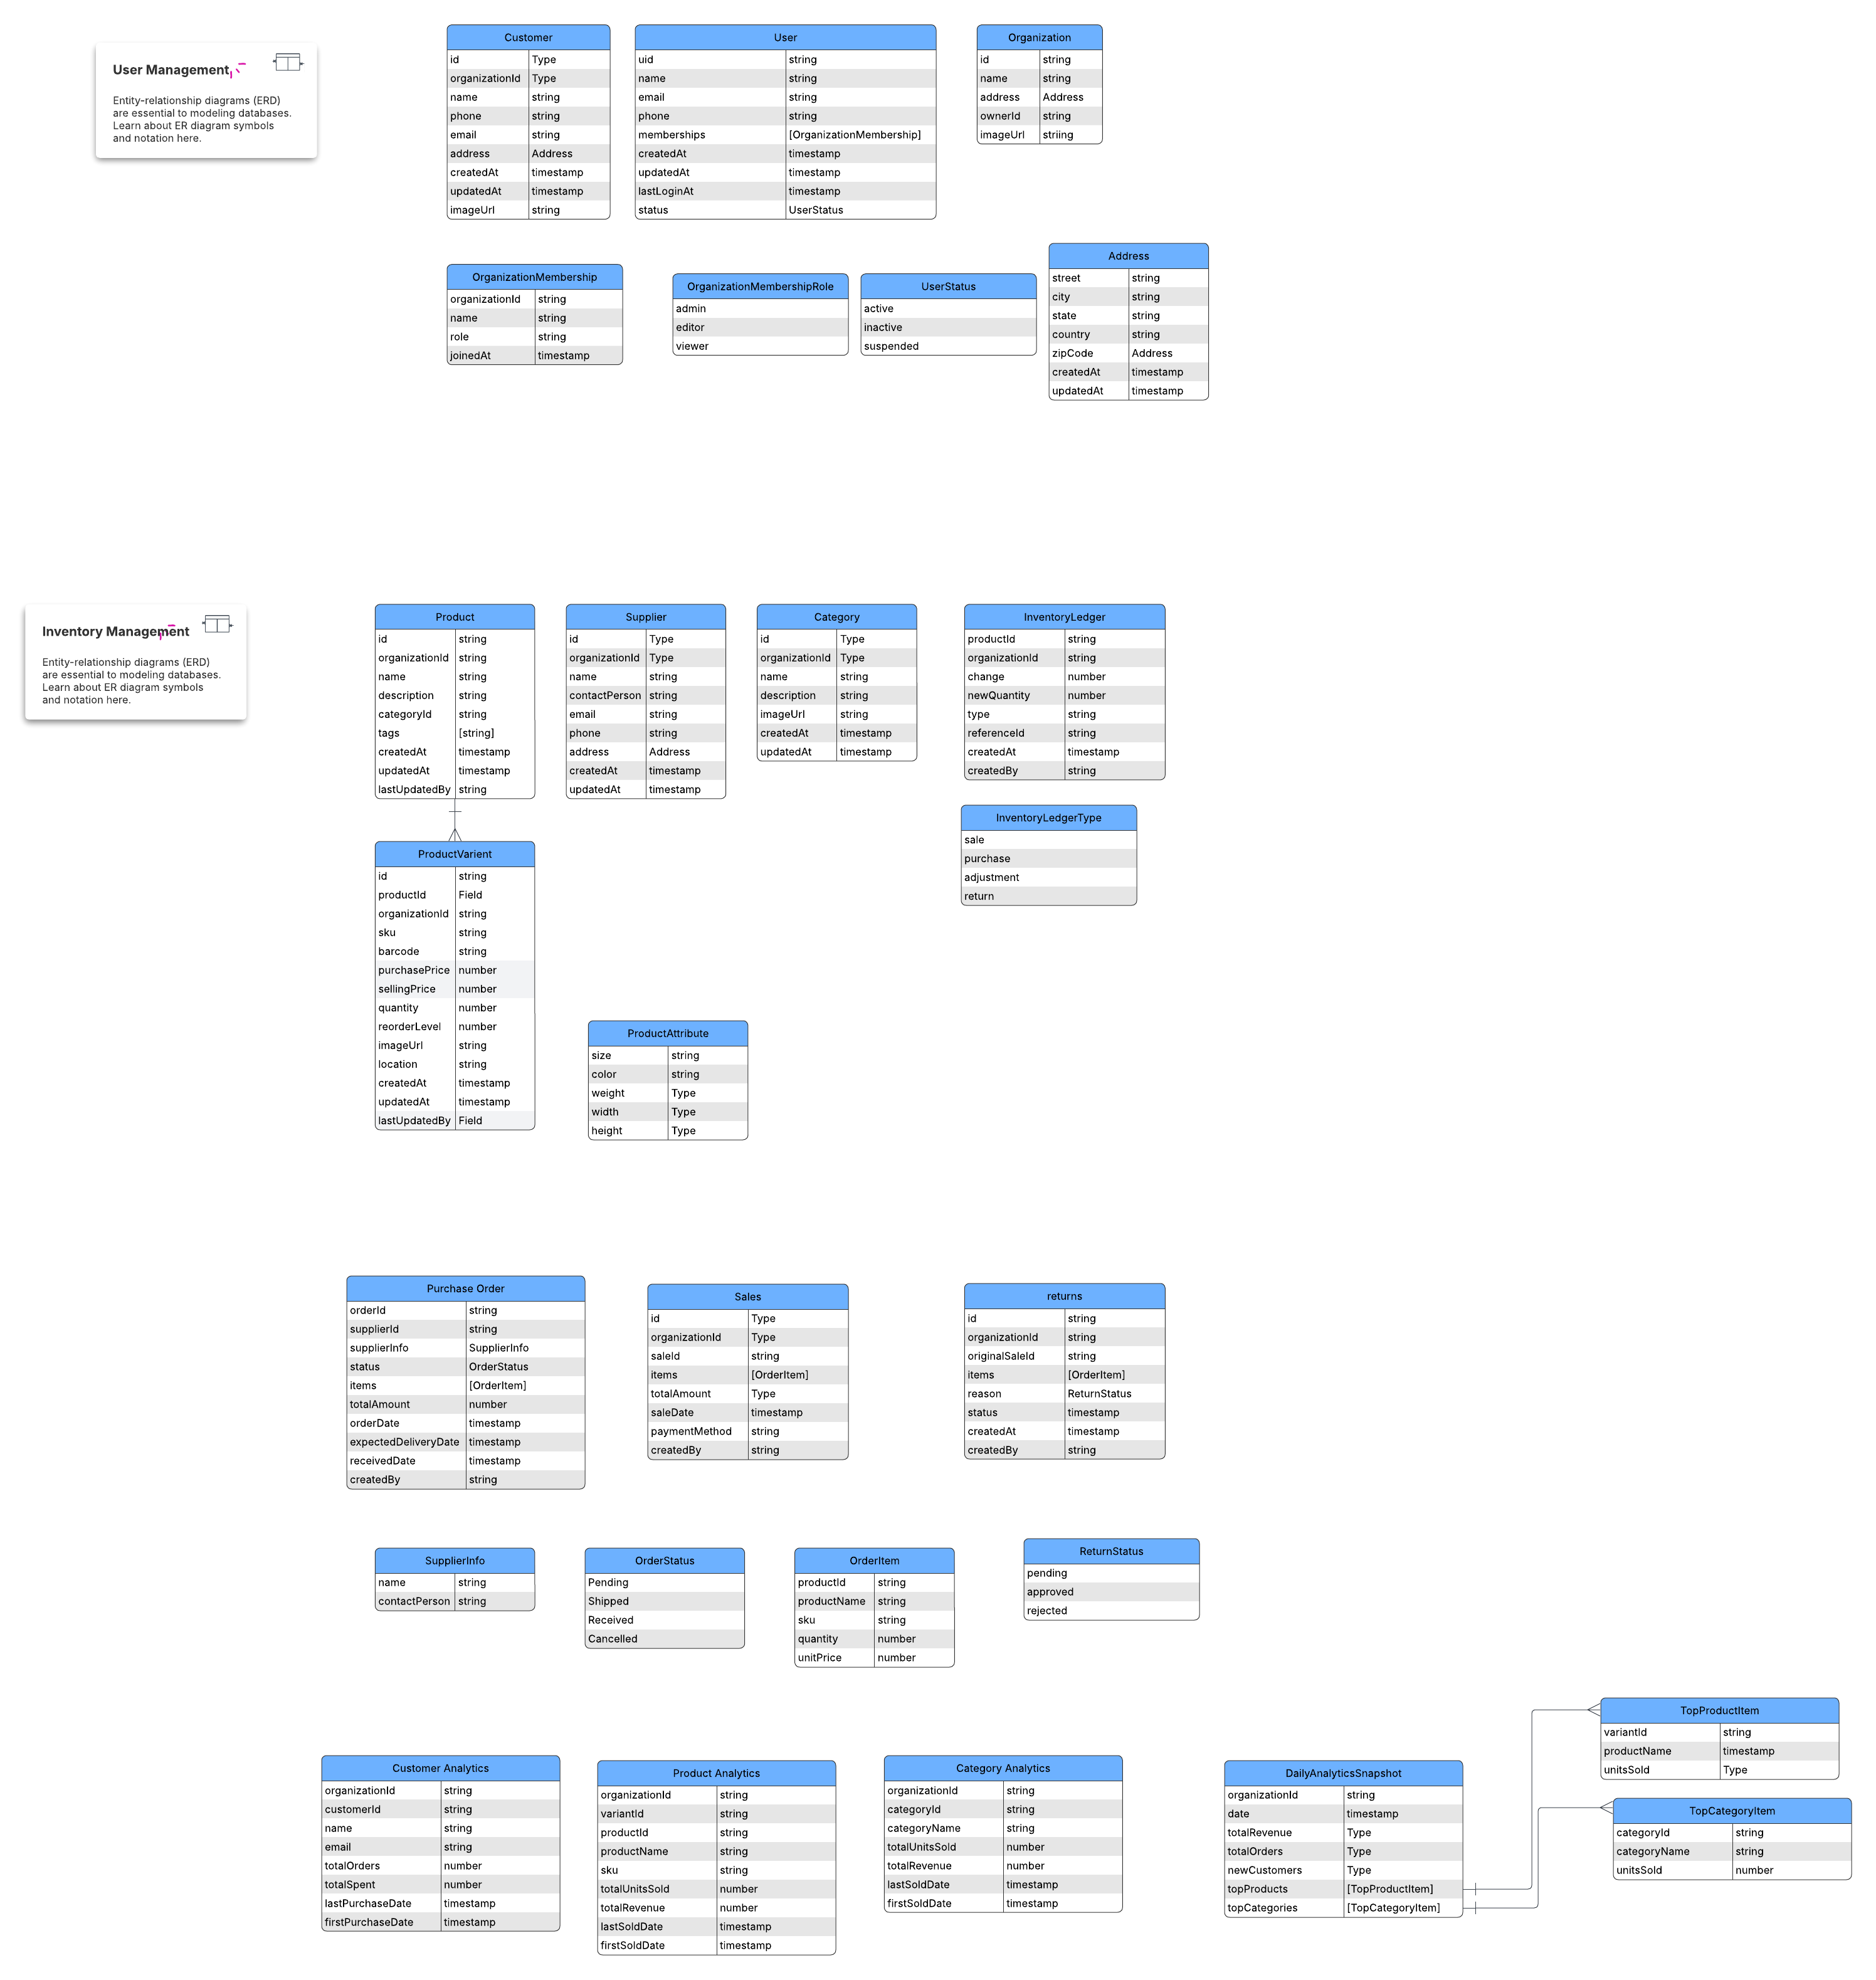 User Management
Entity-relationship diagrams (ERD)
are essential to modeling databases.
Learn about ER diagram symbols
and notation here.
Customer
id Type
organizationId Type
name string
phone string
email string
address Address
createdAt timestamp
updatedAt timestamp
imageUrl string
User
uid string
name string
email string
phone string
memberships [OrganizationMembership]
createdAt timestamp
updatedAt timestamp
lastLoginAt timestamp
status UserStatus
Organization
id string
name string
address Address
ownerId string
imageUrl striing
OrganizationMembership
organizationId string
name string
role string
joinedAt timestamp
OrganizationMembershipRole
admin
editor
viewer
UserStatus
active
inactive
suspended
Address
street string
city string
state string
country string
zipCode Address
createdAt timestamp
updatedAt timestamp
Inventory Management
Entity-relationship diagrams (ERD)
are essential to modeling databases.
Learn about ER diagram symbols
and notation here.
Product
id string
organizationId string
name string
description string
categoryId string
tags [string]
createdAt timestamp
updatedAt timestamp
lastUpdatedBy string
Supplier
id Type
organizationId Type
name string
contactPerson string
email string
phone string
address Address
createdAt timestamp
updatedAt timestamp
Category
id Type
organizationId Type
name string
description string
imageUrl string
createdAt timestamp
updatedAt timestamp
InventoryLedger
productId string
organizationId string
change number
newQuantity number
type string
referenceId string
createdAt timestamp
createdBy string
InventoryLedgerType
sale
purchase
adjustment
return
ProductVarient
id string
productId Field
organizationId string
sku string
barcode string
purchasePrice number
sellingPrice number
quantity number
reorderLevel number
imageUrl string
location string
createdAt timestamp
updatedAt timestamp
lastUpdatedBy Field
ProductAttribute
size string
color string
weight Type
width Type
height Type
Purchase Order
orderId string
supplierId string
supplierInfo SupplierInfo
status OrderStatus
items [OrderItem]
totalAmount number
orderDate timestamp
expectedDeliveryDate timestamp
receivedDate timestamp
createdBy string
Sales
id Type
organizationId Type
saleId string
items [OrderItem]
totalAmount Type
saleDate timestamp
paymentMethod string
createdBy string
returns
id string
organizationId string
originalSaleId string
items [OrderItem]
reason ReturnStatus
status timestamp
createdAt timestamp
createdBy string
SupplierInfo
name string
contactPerson string
OrderStatus
Pending
Shipped
Received
Cancelled
OrderItem
productId string
productName string
sku string
quantity number
unitPrice number
ReturnStatus
pending
approved
rejected
Customer Analytics
organizationId string
customerId string
name string
email string
totalOrders number
totalSpent number
lastPurchaseDate timestamp
firstPurchaseDate timestamp
Product Analytics
organizationId string
variantId string
productId string
productName string
sku string
totalUnitsSold number
totalRevenue number
lastSoldDate timestamp
firstSoldDate timestamp
Category Analytics
organizationId string
categoryId string
categoryName string
totalUnitsSold number
totalRevenue number
lastSoldDate timestamp
firstSoldDate timestamp
DailyAnalyticsSnapshot
organizationId string
date timestamp
totalRevenue Type
totalOrders Type
newCustomers Type
topProducts [TopProductItem]
topCategories [TopCategoryItem]
TopProductItem
variantId string
productName timestamp
unitsSold Type
TopCategoryItem
categoryId string
categoryName string
unitsSold number